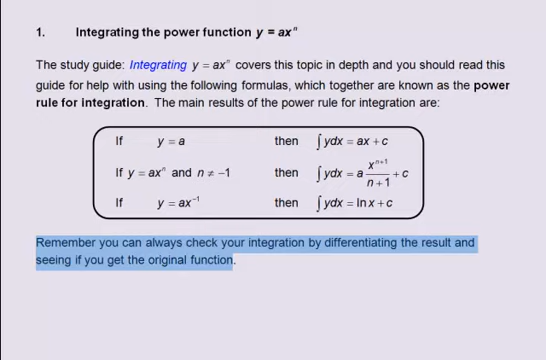 1. Integrating the power function y = axⁿ
The study guide: Integrating y = axⁿ covers this topic in depth and you should read this
guide for help with using the following formulas, which together are known as the power
rule for integration. The main results of the power rule for integration are:
If y = a then ∫ydx = ax + c
If y = axⁿ and n ≠ −1 then ∫ydx = a xⁿ⁺¹/n+1 + c
If y = ax⁻¹ then ∫ydx = ln x + c
Remember you can always check your integration by differentiating the result and
seeing if you get the original function.